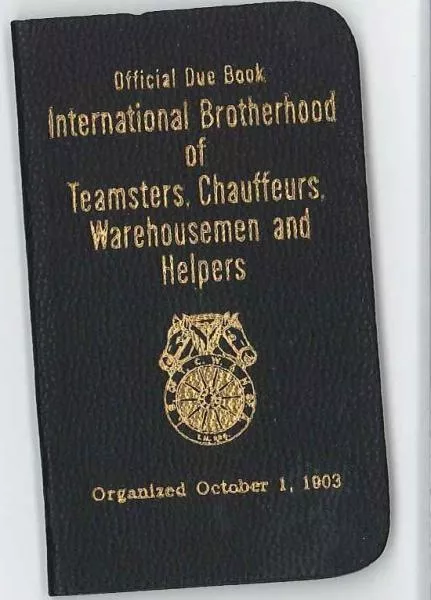 Official Due Book
International Brotherhood
of
Teamsters, Chauffeurs,
Warehousemen and
Helpers
Organized October 1, 1903